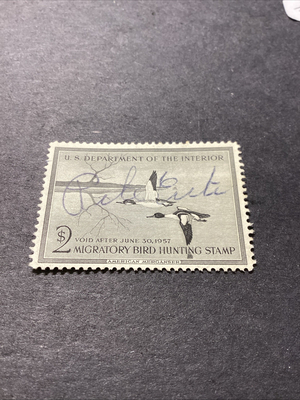 U.S. DEPARTMENT OF THE INTERIOR
$2
VOID AFTER JUNE 30, 1957
MIGRATORY BIRD HUNTING STAMP
AMERICAN MERGANSER